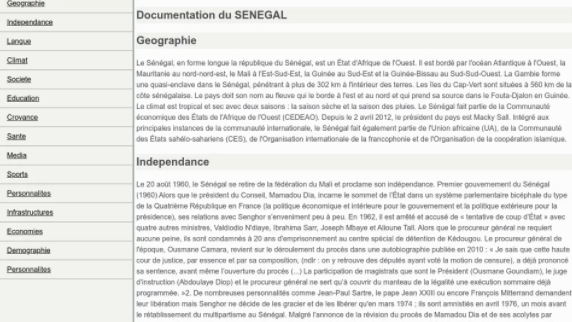 Geographie
Independance
Langue
Climat
Societe
Education
Croyance
Sante
Media
Sports
Personnalites
Infrastructures
Economies
Demographie
Personnalites
Documentation du SENEGAL
Geographie
Le Sénégal, en forme longue la république du Sénégal, est un État d'Afrique de l'Ouest. Il est bordé par l'océan Atlantique à l'Ouest, la
Mauritanie au nord-nord-est, le Mali à l'Est-Sud-Est, la Guinée au Sud-Est et la Guinée-Bissau au Sud-Sud-Ouest. La Gambie forme
une quasi-enclave dans le Sénégal, pénétrant à plus de 302 km à l'intérieur des terres. Les îles du Cap-Vert sont situées à 560 km de la
côte sénégalaise. Le pays doit son nom au fleuve qui le borde à l'est et au nord et qui prend sa source dans le Fouta-Djalon en Guinée.
Le climat est tropical et sec avec deux saisons : la saison sèche et la saison des pluies. Le Sénégal fait partie de la Communauté
économique des États de l'Afrique de l'Ouest (CEDEAO). Depuis le 2 avril 2012, le président du pays est Macky Sall. Intégré aux
principales instances de la communauté internationale, le Sénégal fait également partie de l'Union africaine (UA), de la Communauté
des États sahélo-sahariens (CES), de l'Organisation internationale de la francophonie et de l'Organisation de la coopération islamique.
Independance
Le 20 août 1960, le Sénégal se retire de la fédération du Mali et proclame son indépendance. Premier gouvernement du Sénégal
(1960) Alors que le président du Conseil, Mamadou Dia, incarne le sommet de l'État dans un système parlementaire bicéphale du type
de la Quatrième République en France (la politique économique et intérieure pour le gouvernement et la politique extérieure pour la
présidence), ses relations avec Senghor s'enveniment peu à peu. En 1962, il est arrêté et accusé de « tentative de coup d'État » avec
quatre autres ministres, Valdiodio N'diaye, Ibrahima Sarr, Joseph Mbaye et Alioune Tall. Alors que le procureur général ne requiert
aucune peine, ils sont condamnés à 20 ans d'emprisonnement au centre spécial de détention de Kédougou. Le procureur général de
l'époque, Ousmane Camara, revient sur le déroulement du procès dans une autobiographie publiée en 2010 : « Je sais que cette haute
cour de justice, par essence et par sa composition, (ndr : on y retrouve des députés ayant voté la motion de censure), a déjà prononcé
sa sentence, avant même l'ouverture du procès (...) La participation de magistrats que sont le Président (Ousmane Goundiam), le juge
d'instruction (Abdoulaye Diop) et le procureur général ne sert qu'à couvrir du manteau de la légalité une exécution sommaire déjà
programmée. »2. De nombreuses personnalités comme Jean-Paul Sartre, le pape Jean XXIII ou encore François Mitterrand demandent
leur libération mais Senghor ne décide de les gracier et de les libérer qu'en mars 1974 ; ils sont amnistiés en avril 1976, un mois avant
le rétablissement du multipartisme au Sénégal. Malgré l'annonce de la révision du procès de Mamadou Dia et de ses acolytes par